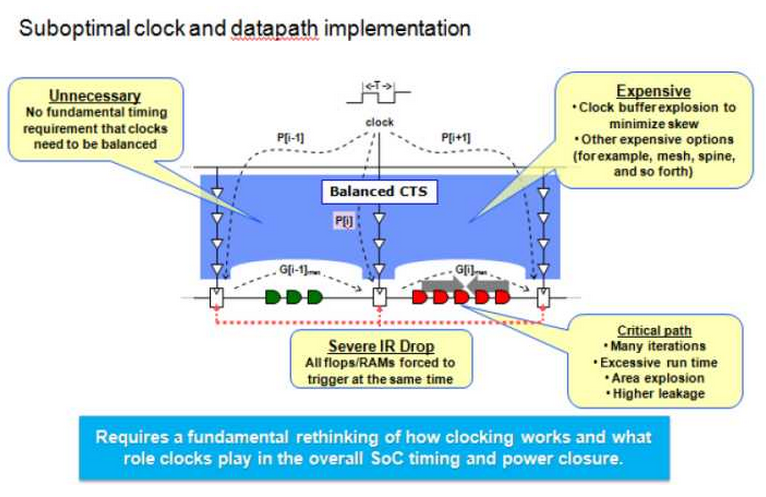 Suboptimal clock and datapath implementation
Unnecessary
No fundamental timing
requirement that clocks
need to be balanced
<-T->
clock
P[i-1]
P[i+1]
Expensive
• Clock buffer explosion to
minimize skew
• Other expensive options
(for example, mesh, spine,
and so forth)
Balanced CTS
P[i]
G[i-1]max
G[i]max
Severe IR Drop
All flops/RAMs forced to
trigger at the same time
Critical path
• Many iterations
• Excessive run time
• Area explosion
• Higher leakage
Requires a fundamental rethinking of how clocking works and what
role clocks play in the overall SoC timing and power closure.